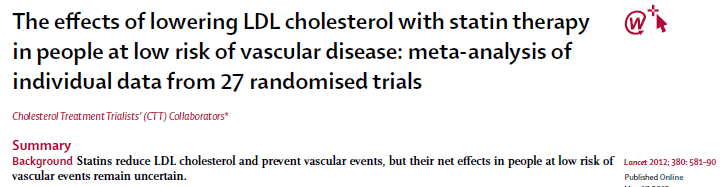 The effects of lowering LDL cholesterol with statin therapy
in people at low risk of vascular disease: meta-analysis of
individual data from 27 randomised trials
Cholesterol Treatment Trialists' (CTT) Collaborators*
Summary
Background Statins reduce LDL cholesterol and prevent vascular events, but their net effects in people at low risk of
vascular events remain uncertain.
Lancet 2012; 380: 581–90
Published Online